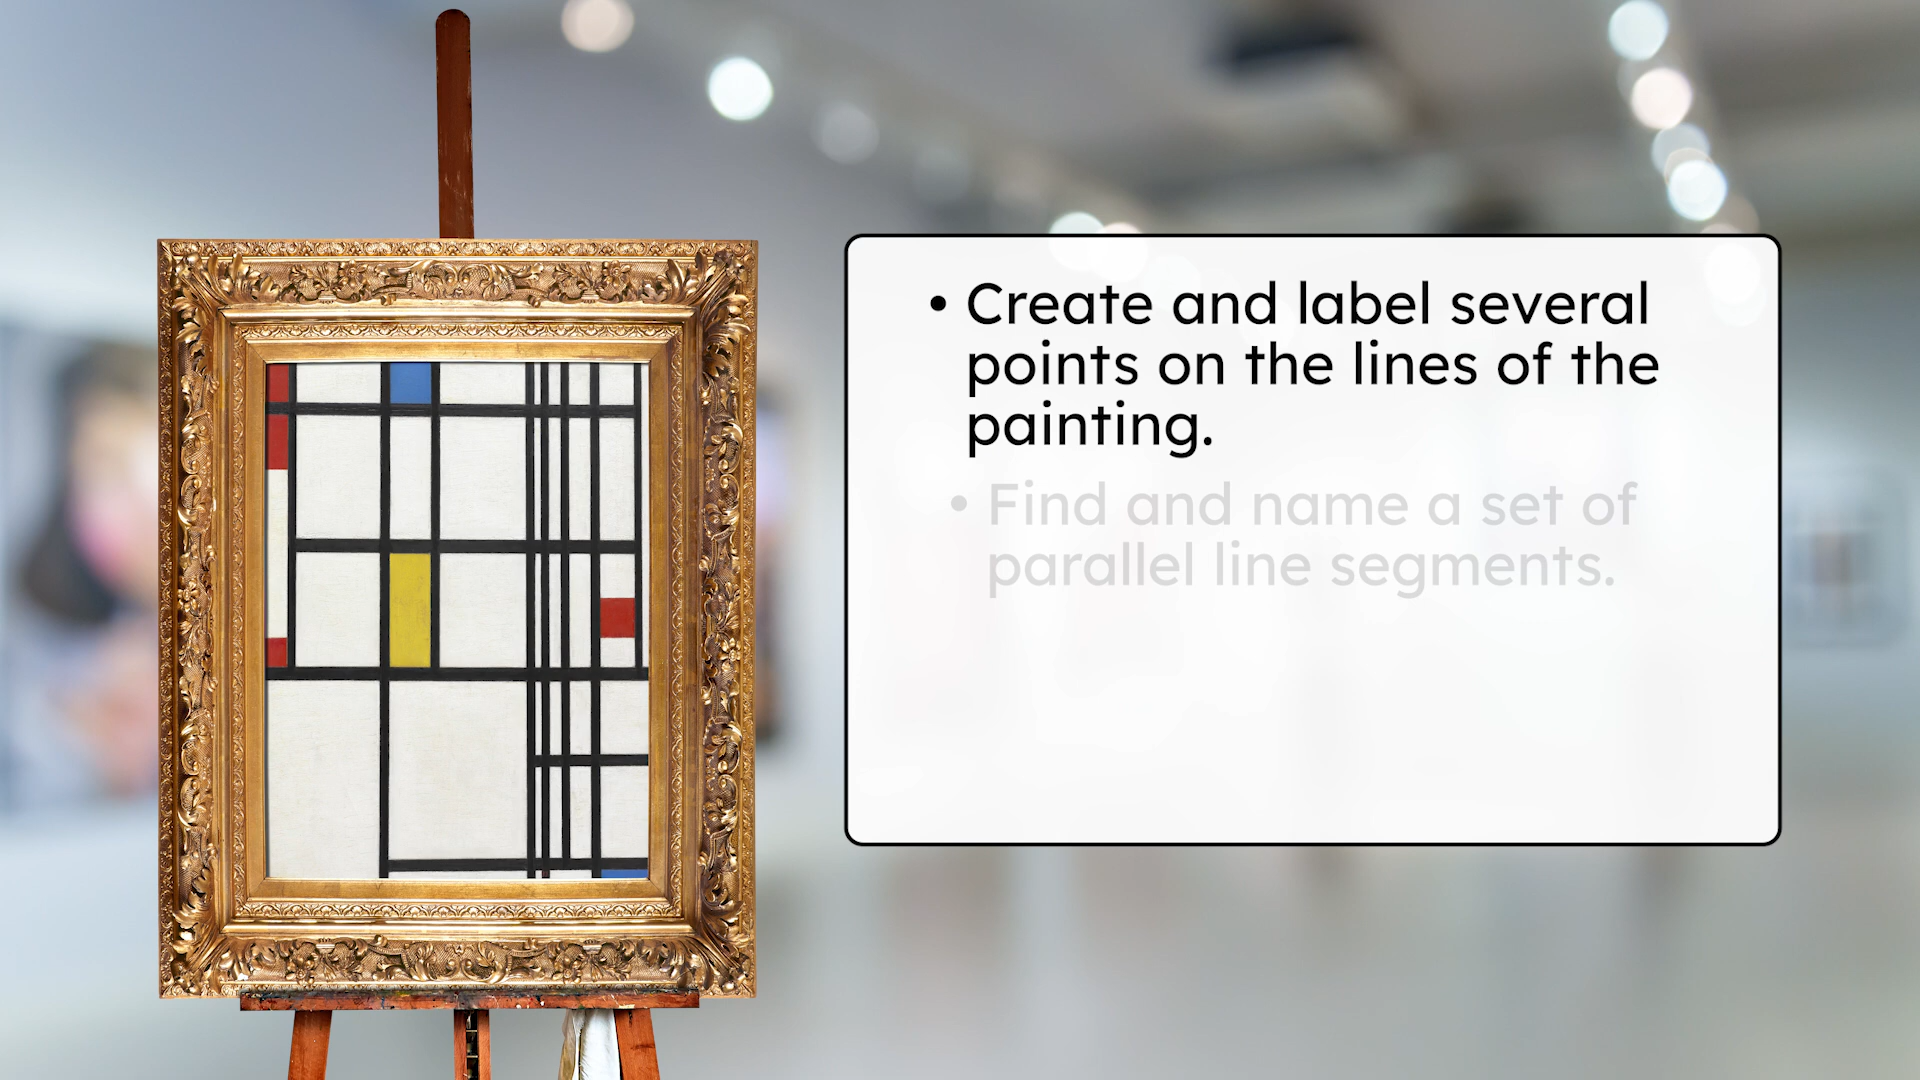 • Create and label several
points on the lines of the
painting.
• Find and name a set of
parallel line segments.